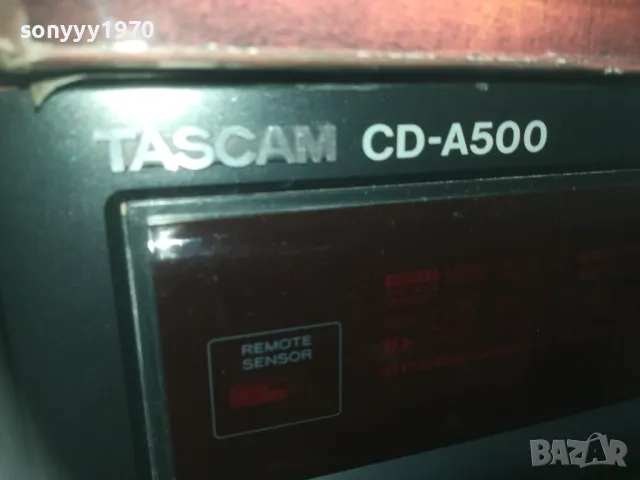 sonyyy1970
TASCAM CD-A500
REMOTE
SENSOR
BAZAR